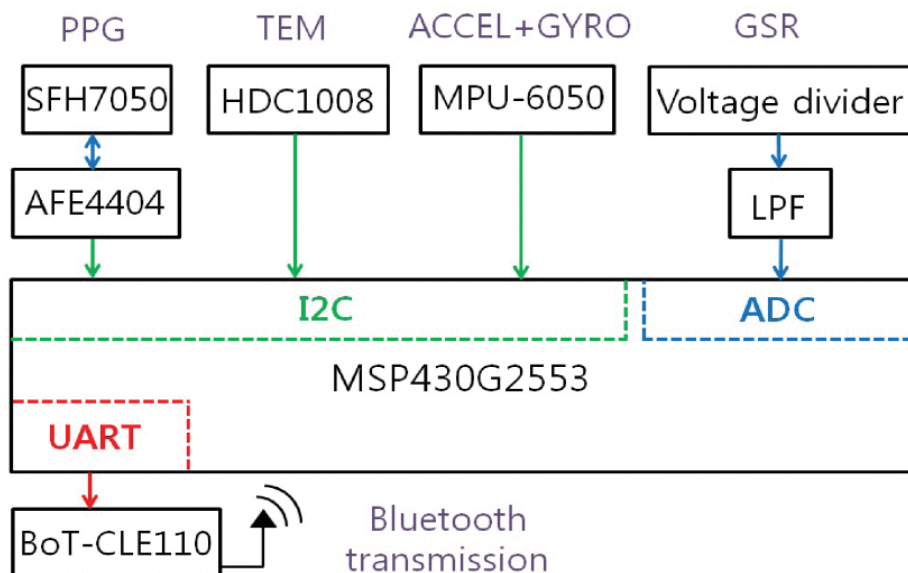 PPG TEM ACCEL+GYRO GSR
SFH7050 HDC1008 MPU-6050 Voltage divider
AFE4404 LPF
I2C ADC
MSP430G2553
UART
BoT-CLE110 Bluetooth
transmission